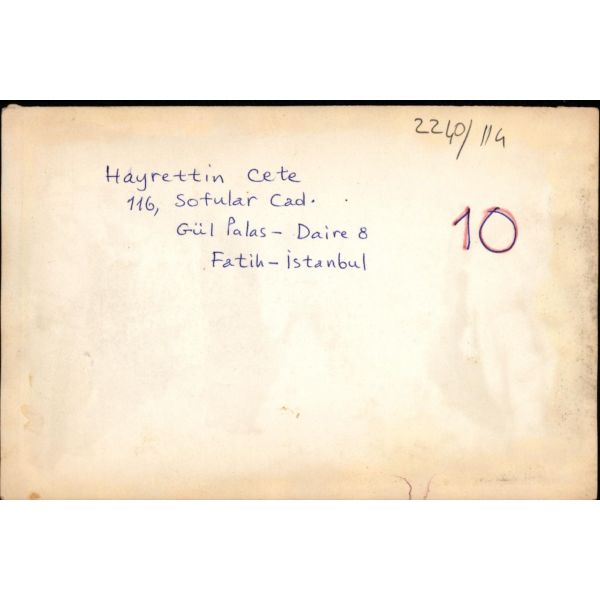 2240/114
Hayrettin Cete
116, Sofular Cad.
Gül Palas - Daire 8
Fatih - İstanbul
10